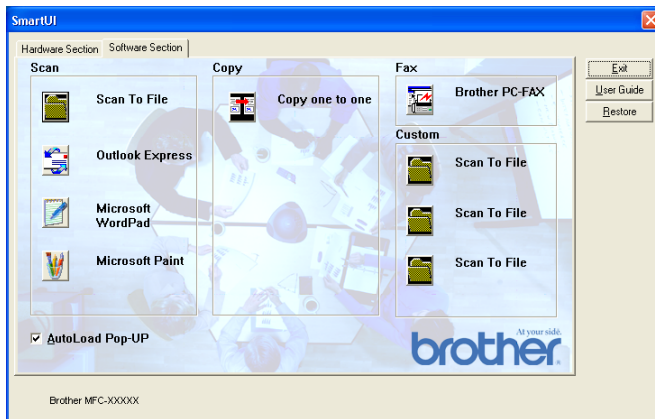 SmartUI
Hardware Section
Software Section
Scan
Scan To File
Outlook Express
Microsoft
WordPad
Microsoft Paint
Copy
Copy one to one
Fax
Brother PC-FAX
Custom
Scan To File
Scan To File
Scan To File
Exit
User Guide
Restore
AutoLoad Pop-UP
At your side.
brother
Brother MFC-XXXXX